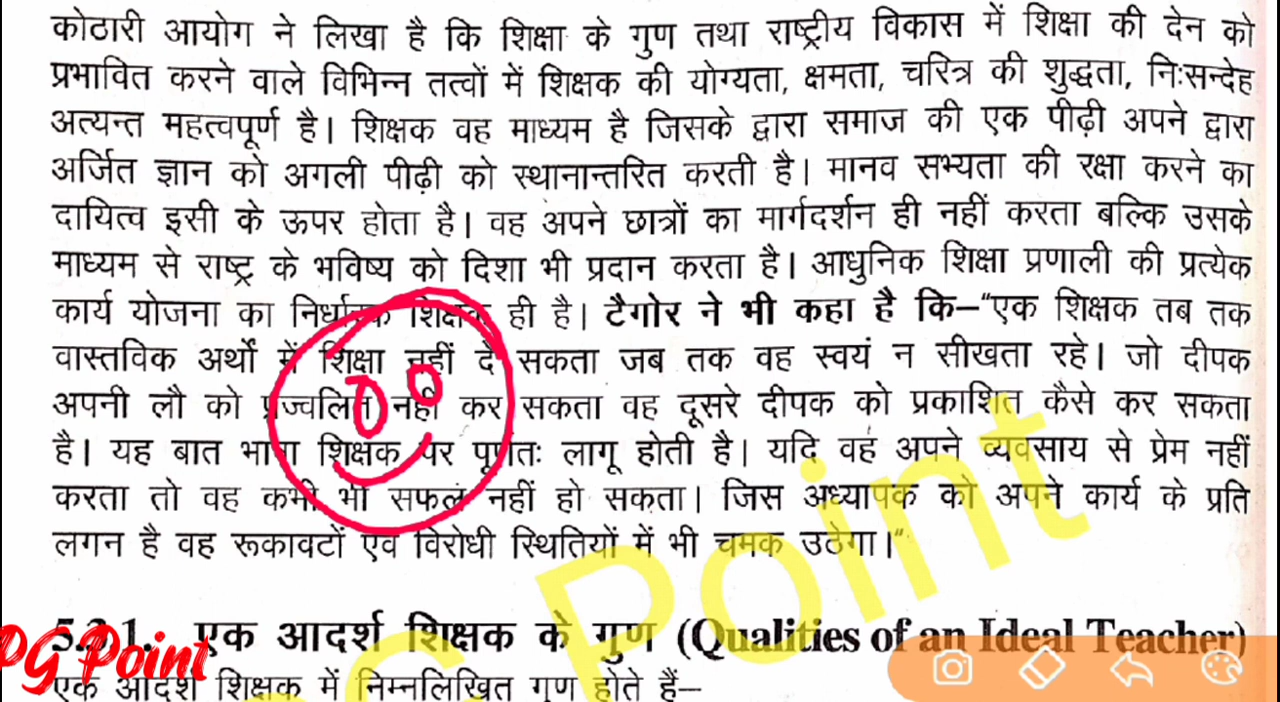 कोठारी आयोग ने लिखा है कि शिक्षा के गुण तथा राष्ट्रीय विकास में शिक्षा की देन को
प्रभावित करने वाले विभिन्न तत्वों में शिक्षक की योग्यता, क्षमता, चरित्र की शुद्धता, निःसन्देह
अत्यन्त महत्वपूर्ण है। शिक्षक वह माध्यम है जिसके द्वारा समाज की एक पीढ़ी अपने द्वारा
अर्जित ज्ञान को अगली पीढ़ी को स्थानान्तरित करती है। मानव सभ्यता की रक्षा करने का
दायित्व इसी के ऊपर होता है। वह अपने छात्रों का मार्गदर्शन ही नहीं करता बल्कि उसके
माध्यम से राष्ट्र के भविष्य को दिशा भी प्रदान करता है। आधुनिक शिक्षा प्रणाली की प्रत्येक
कार्य योजना का निर्धारक शिक्षक ही है। टैगोर ने भी कहा है कि–"एक शिक्षक तब तक
वास्तविक अर्थों में शिक्षा नहीं दे सकता जब तक वह स्वयं न सीखता रहे। जो दीपक
अपनी लौ को प्रज्वलित नहीं कर सकता वह दूसरे दीपक को प्रकाशित कैसे कर सकता
है। यह बात शिक्षक पर पूर्णतः लागू होती है। यदि वह अपने व्यवसाय से प्रेम नहीं
करता तो वह कभी भी सफल नहीं हो सकता। जिस अध्यापक को अपने कार्य के प्रति
लगन है वह रूकावटों एवं विरोधी स्थितियों में भी चमक उठेगा।"
Point
5.2.1. एक आदर्श शिक्षक के गुण (Qualities of an Ideal Teacher)
PG Point
एक आदर्श शिक्षक में निम्नलिखित गुण होते हैं–